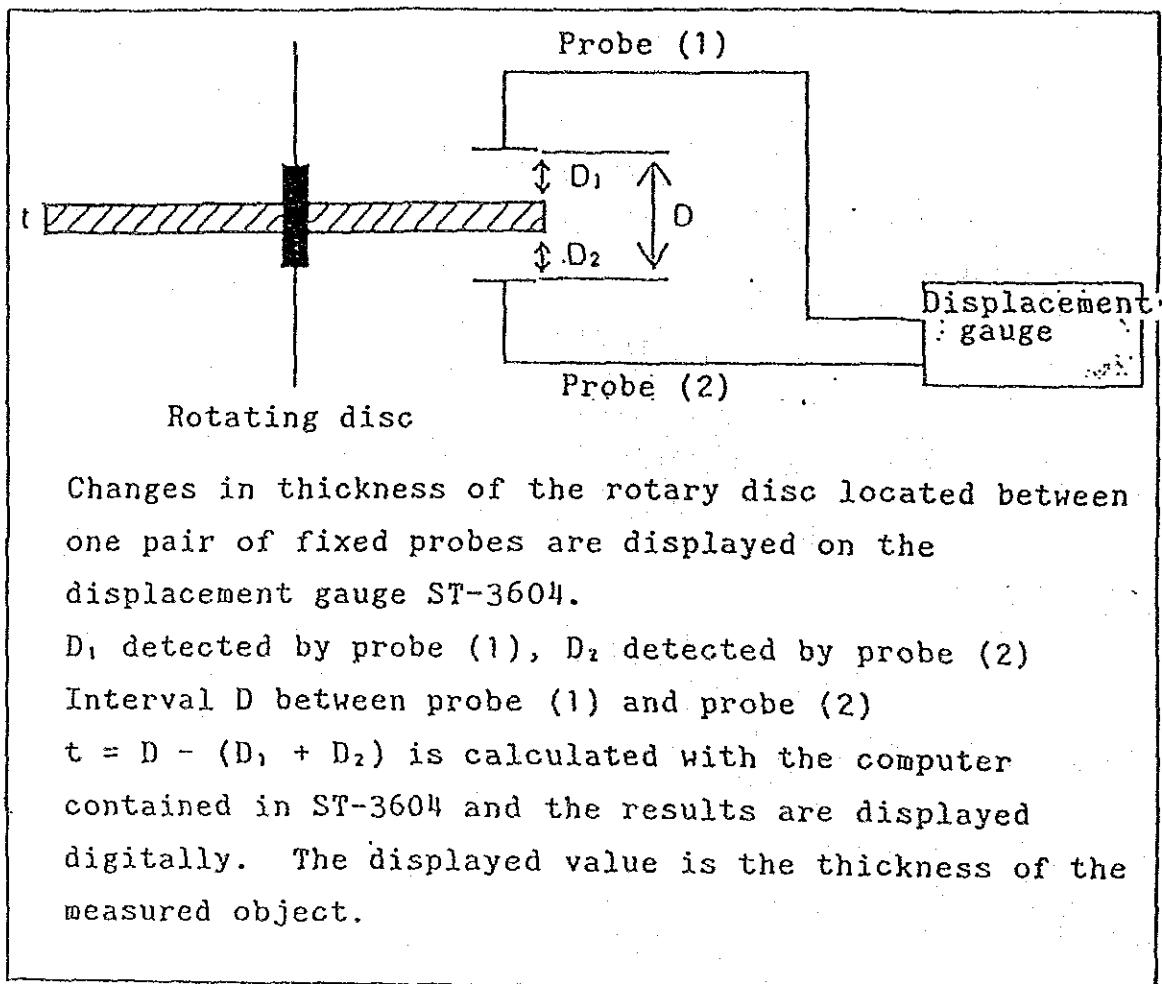 Probe (1)
D₁
t
D
D₂
Displacement
gauge
Probe (2)
Rotating disc
Changes in thickness of the rotary disc located between
one pair of fixed probes are displayed on the
displacement gauge ST-3604.
D₁ detected by probe (1), D₂ detected by probe (2)
Interval D between probe (1) and probe (2)
t = D - (D₁ + D₂) is calculated with the computer
contained in ST-3604 and the results are displayed
digitally. The displayed value is the thickness of the
measured object.